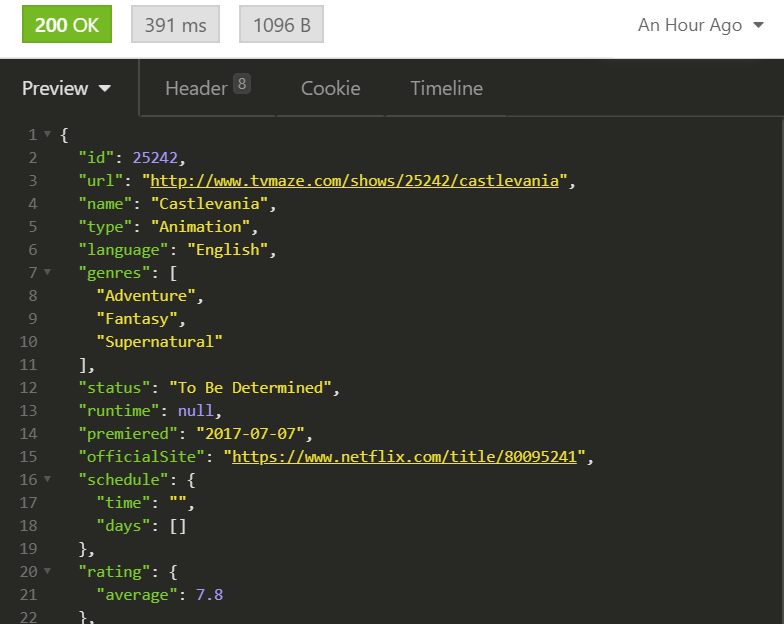 200 OK 391 ms 1096 B An Hour Ago
Preview Header 8 Cookie Timeline
1 {
2 "id": 25242,
3 "url": "http://www.tvmaze.com/shows/25242/castlevania",
4 "name": "Castlevania",
5 "type": "Animation",
6 "language": "English",
7 "genres": [
8 "Adventure",
9 "Fantasy",
10 "Supernatural"
11 ],
12 "status": "To Be Determined",
13 "runtime": null,
14 "premiered": "2017-07-07",
15 "officialSite": "https://www.netflix.com/title/80095241",
16 "schedule": {
17 "time": "",
18 "days": []
19 },
20 "rating": {
21 "average": 7.8
22 },